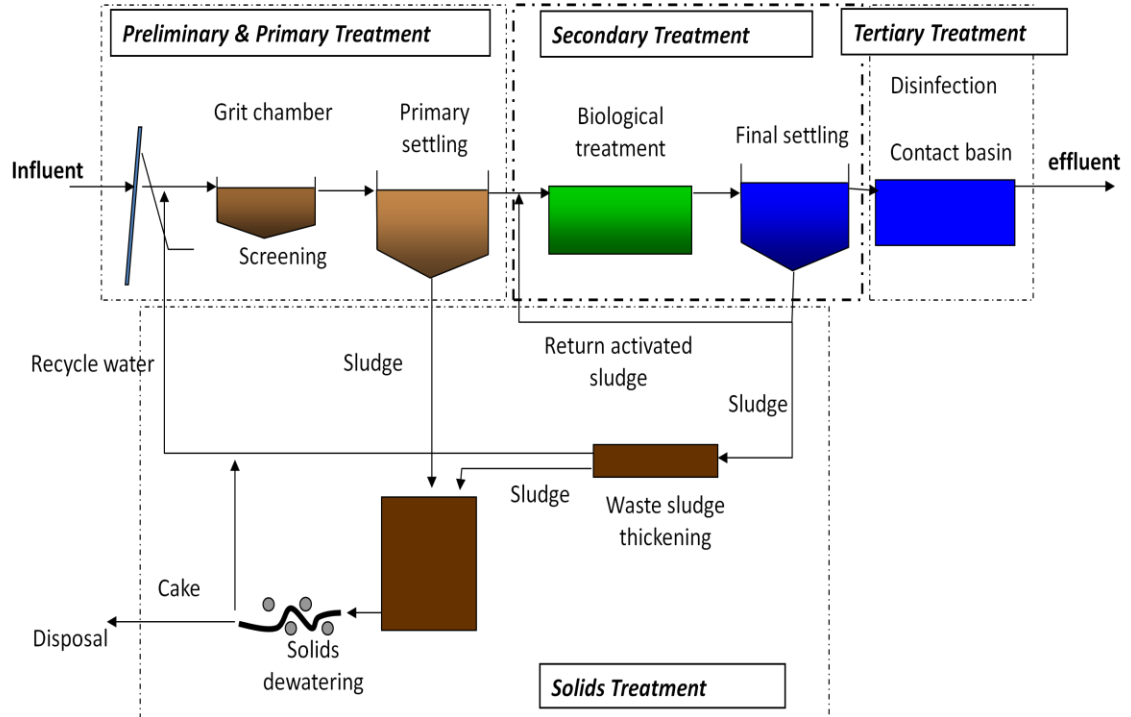 Preliminary & Primary Treatment
Secondary Treatment
Tertiary Treatment
Grit chamber
Primary
settling
Biological
treatment
Final settling
Disinfection
Contact basin
Influent
effluent
Screening
Recycle water
Sludge
Return activated
sludge
Sludge
Sludge
Waste sludge
thickening
Cake
Disposal
Solids
dewatering
Solids Treatment